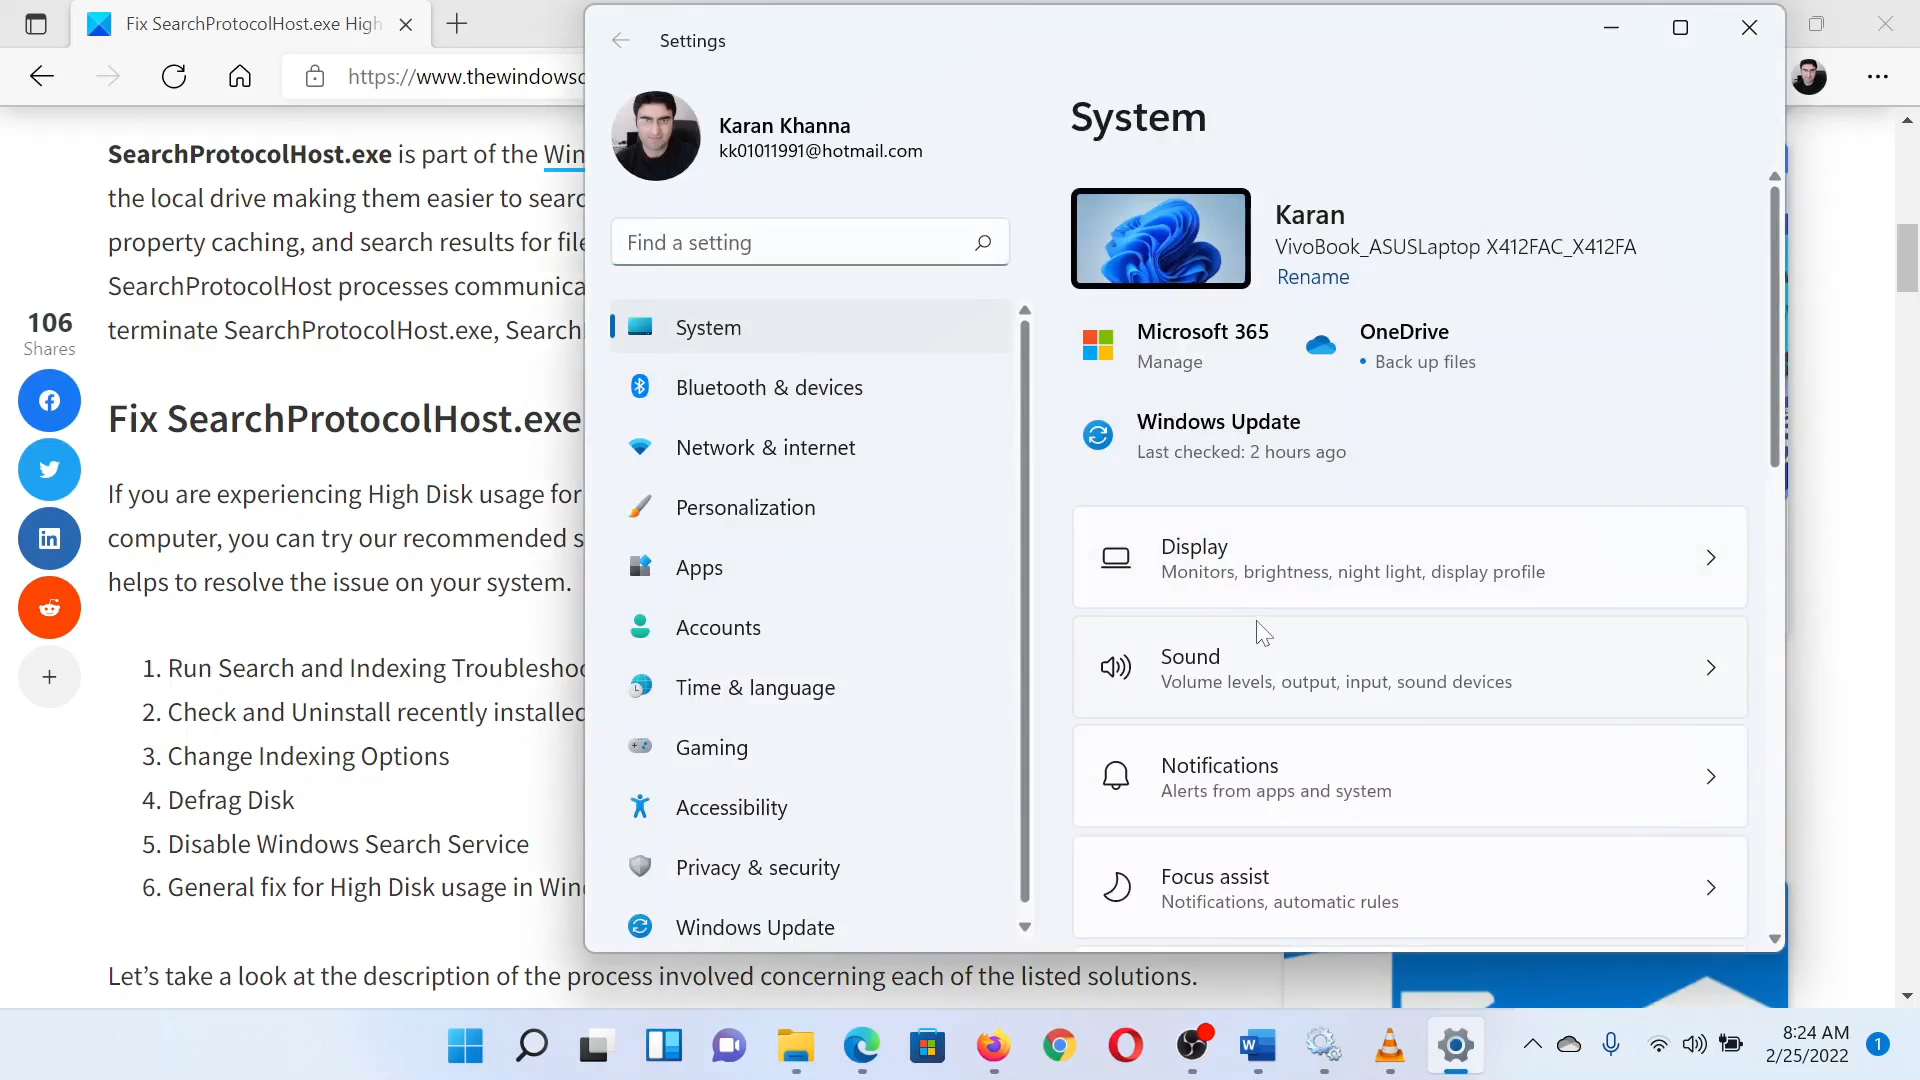 Fix SearchProtocolHost.exe High
https://www.thewindowsc
SearchProtocolHost.exe is part of the Win
the local drive making them easier to searc
property caching, and search results for file
SearchProtocolHost processes communica
terminate SearchProtocolHost.exe, Search
106
Shares
Fix SearchProtocolHost.exe
If you are experiencing High Disk usage for
computer, you can try our recommended s
helps to resolve the issue on your system.
1. Run Search and Indexing Troubleshoo
2. Check and Uninstall recently installed
3. Change Indexing Options
4. Defrag Disk
5. Disable Windows Search Service
6. General fix for High Disk usage in Win
Let’s take a look at the description of the process involved concerning each of the listed solutions.
Settings
Karan Khanna
kk01011991@hotmail.com
Find a setting
System
Bluetooth & devices
Network & internet
Personalization
Apps
Accounts
Time & language
Gaming
Accessibility
Privacy & security
Windows Update
System
Karan
VivoBook_ASUSLaptop X412FAC_X412FA
Rename
Microsoft 365
Manage
OneDrive
• Back up files
Windows Update
Last checked: 2 hours ago
Display
Monitors, brightness, night light, display profile
Sound
Volume levels, output, input, sound devices
Notifications
Alerts from apps and system
Focus assist
Notifications, automatic rules
8:24 AM
2/25/2022
1